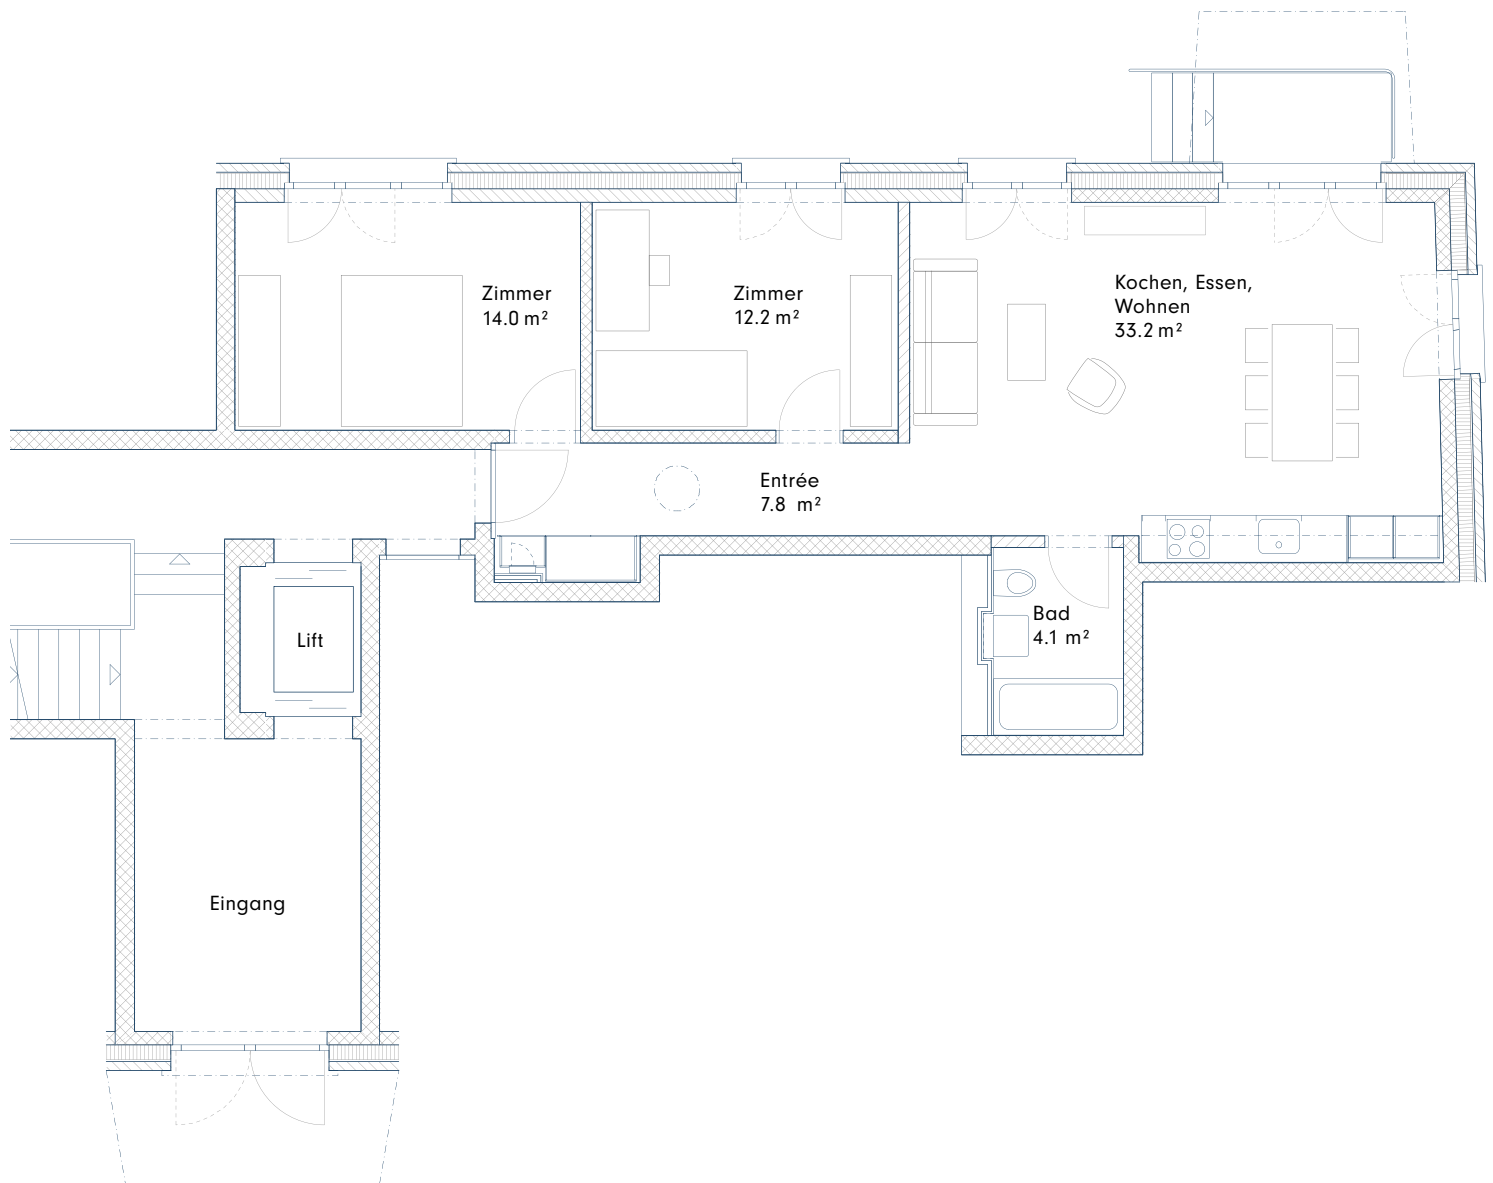 Zimmer
14.0 m²
Zimmer
12.2 m²
Kochen, Essen,
Wohnen
33.2 m²
Entrée
7.8 m²
Lift
Bad
4.1 m²
Eingang